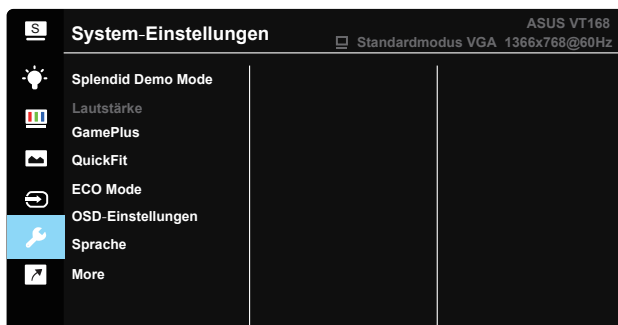 S
System-Einstellungen
ASUS VT168
Standardmodus VGA 1366x768@60Hz
Splendid Demo Mode
Lautstärke
GamePlus
QuickFit
ECO Mode
OSD-Einstellungen
Sprache
More